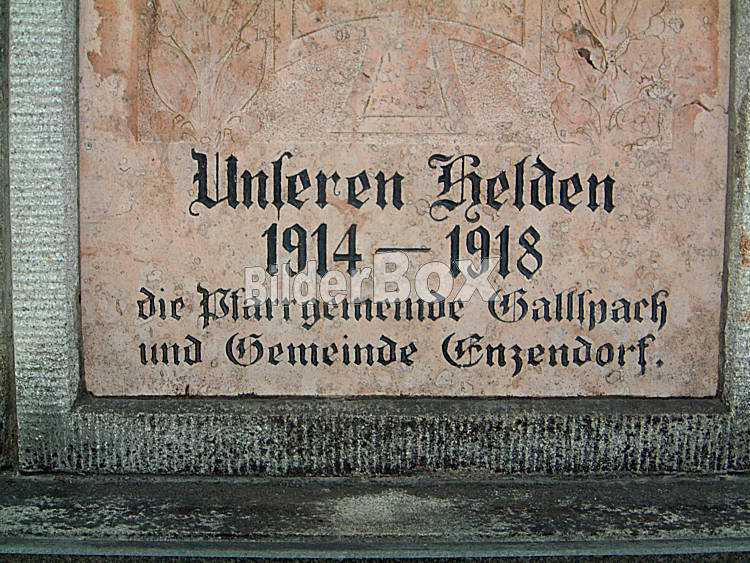 Unſeren Helden
1914 — 1918
BilderBOX
die Pfarrgemeinde Gallſpach
und Gemeinde Enzendorf.